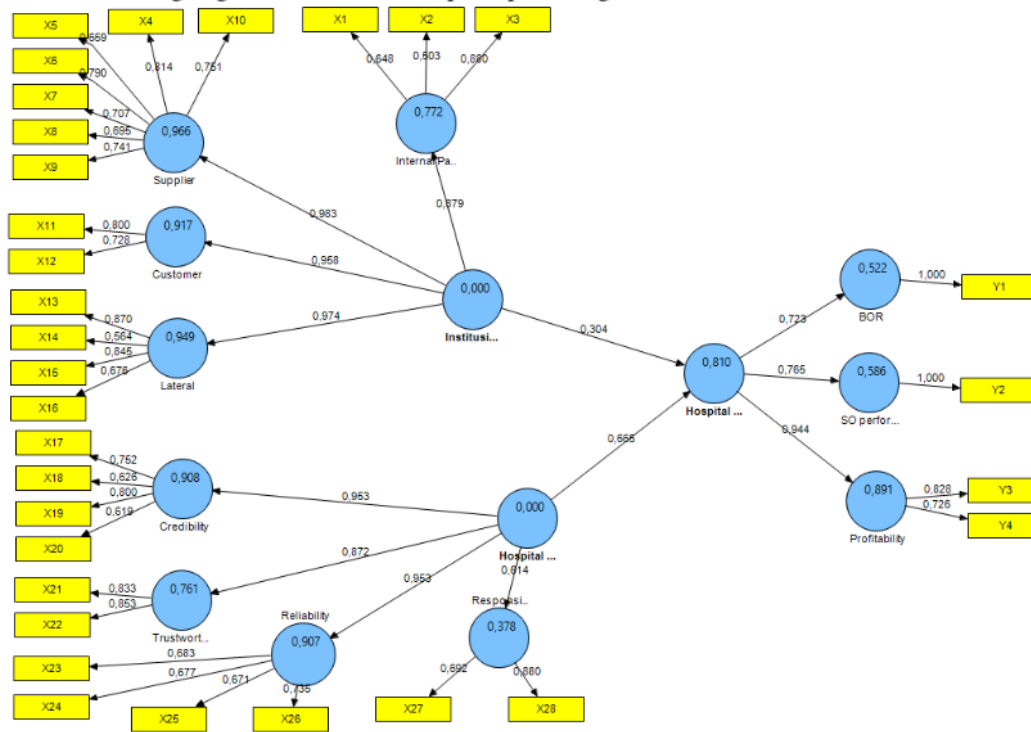 X5
X4
X10
X1
X2
X3
0,659
0,814
0,751
0,648
0,603
0,880
X6
0,790
X7
0,707
X8
0,695
X9
0,741
0,966
Supplier
0,772
Internal Pa..
0,879
0,983
X11
0,800
X12
0,728
0,917
Customer
0,958
X13
0,870
X14
0,564
X15
0,845
X16
0,676
0,949
Lateral
0,974
0,000
Institusi...
0,304
0,810
Hospital ...
0,723
0,522
BOR
1,000
Y1
0,765
0,586
SO perfor...
1,000
Y2
0,944
0,891
Profitability
0,828
Y3
0,726
Y4
0,665
X17
0,752
X18
0,626
X19
0,800
X20
0,619
0,908
Credibility
0,953
0,000
Hospital ...
X21
0,833
X22
0,853
0,761
Trustwort...
0,872
Reliability
0,907
0,953
X23
0,683
X24
0,677
X25
0,671
X26
0,735
0,614
Responsi..
0,378
X27
0,692
X28
0,880